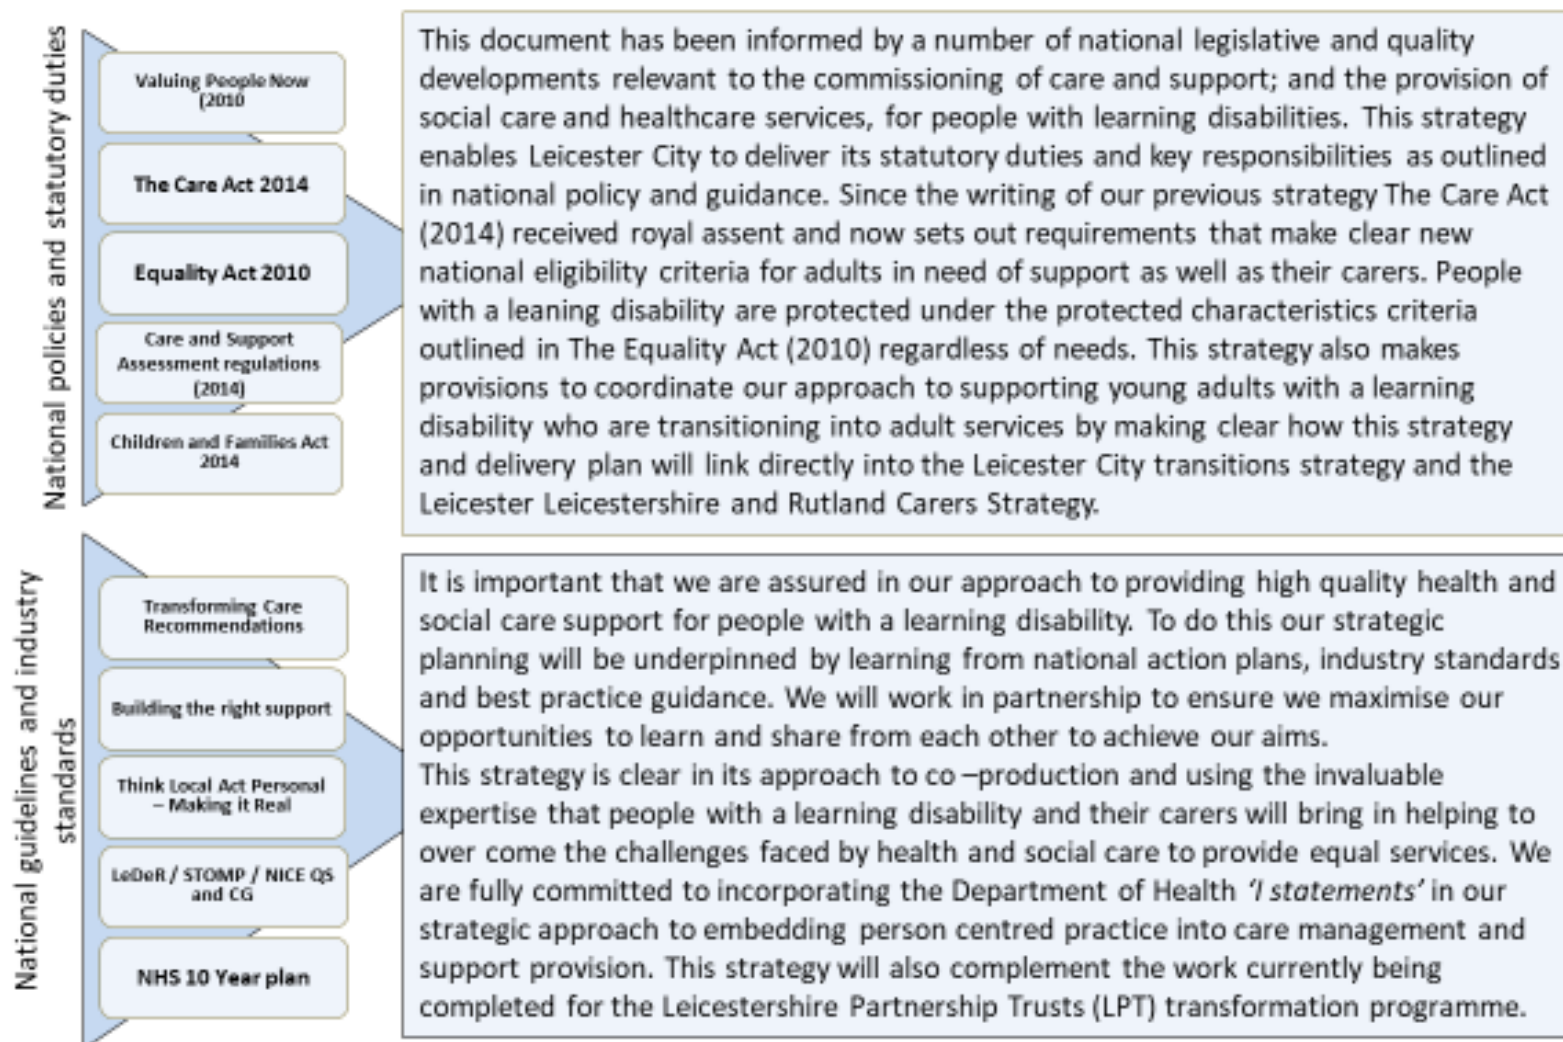 National policies and statutory duties
Valuing People Now
(2010
The Care Act 2014
Equality Act 2010
Care and Support
Assessment regulations
(2014)
Children and Families Act
2014
This document has been informed by a number of national legislative and quality
developments relevant to the commissioning of care and support; and the provision of
social care and healthcare services, for people with learning disabilities. This strategy
enables Leicester City to deliver its statutory duties and key responsibilities as outlined
in national policy and guidance. Since the writing of our previous strategy The Care Act
(2014) received royal assent and now sets out requirements that make clear new
national eligibility criteria for adults in need of support as well as their carers. People
with a leaning disability are protected under the protected characteristics criteria
outlined in The Equality Act (2010) regardless of needs. This strategy also makes
provisions to coordinate our approach to supporting young adults with a learning
disability who are transitioning into adult services by making clear how this strategy
and delivery plan will link directly into the Leicester City transitions strategy and the
Leicester Leicestershire and Rutland Carers Strategy.
National guidelines and industry
standards
Transforming Care
Recommendations
Building the right support
Think Local Act Personal
– Making it Real
LeDeR / STOMP / NICE QS
and CG
NHS 10 Year plan
It is important that we are assured in our approach to providing high quality health and
social care support for people with a learning disability. To do this our strategic
planning will be underpinned by learning from national action plans, industry standards
and best practice guidance. We will work in partnership to ensure we maximise our
opportunities to learn and share from each other to achieve our aims.
This strategy is clear in its approach to co –production and using the invaluable
expertise that people with a learning disability and their carers will bring in helping to
over come the challenges faced by health and social care to provide equal services. We
are fully committed to incorporating the Department of Health ‘I statements’ in our
strategic approach to embedding person centred practice into care management and
support provision. This strategy will also complement the work currently being
completed for the Leicestershire Partnership Trusts (LPT) transformation programme.